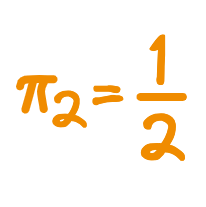 π₂ = 1/2